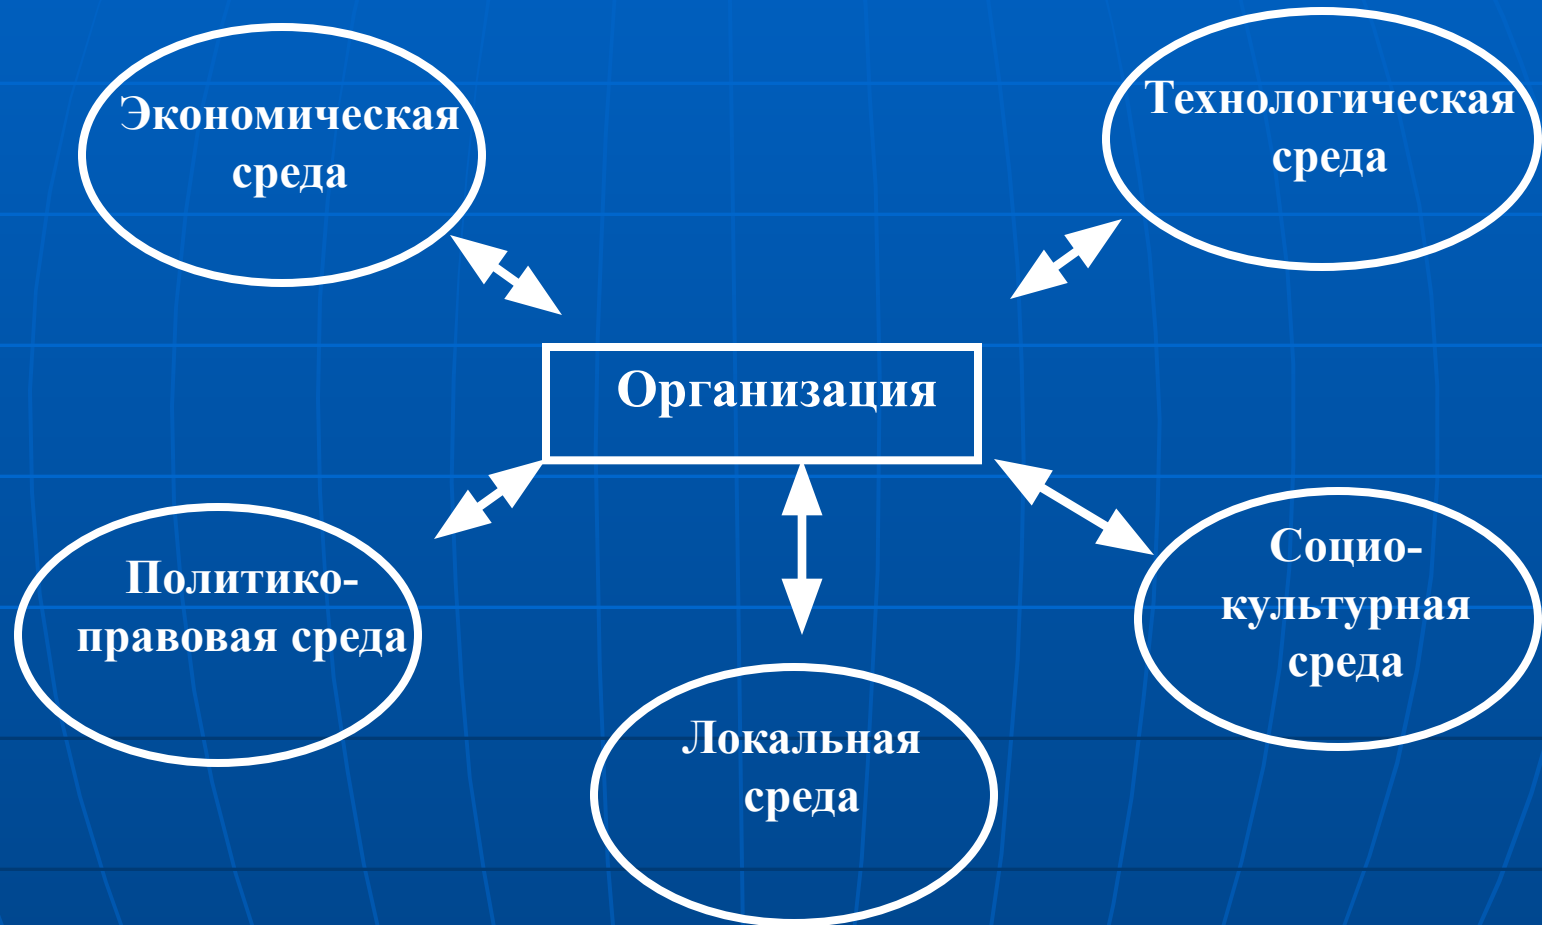 Экономическая
среда
Технологическая
среда
Организация
Политико-
правовая среда
Социо-
культурная
среда
Локальная
среда